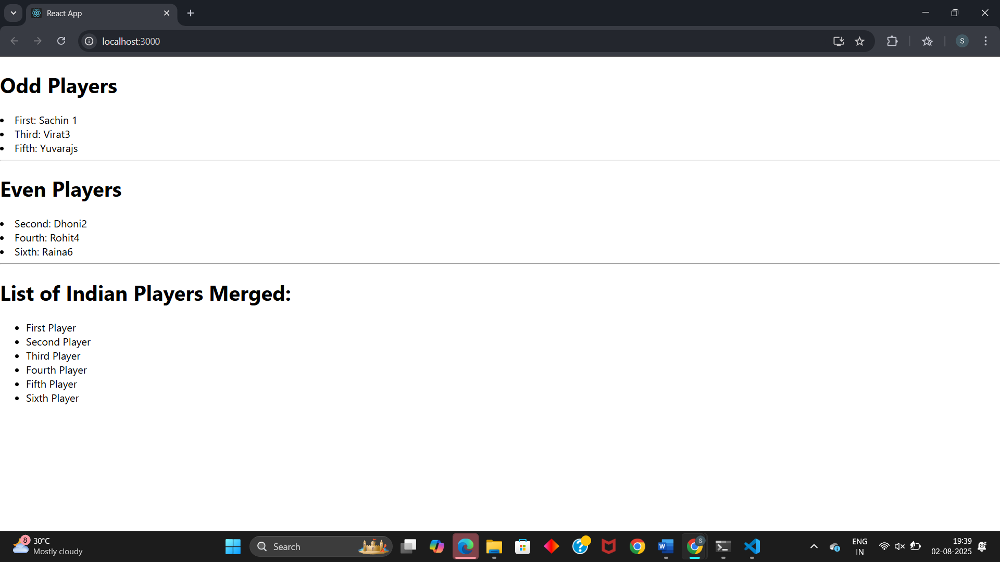 React App
localhost:3000
S
Odd Players
First: Sachin 1
Third: Virat3
Fifth: Yuvarajs
Even Players
Second: Dhoni2
Fourth: Rohit4
Sixth: Raina6
List of Indian Players Merged:
First Player
Second Player
Third Player
Fourth Player
Fifth Player
Sixth Player
8
30°C
Mostly cloudy
Search
W
S
ENG
IN
19:39
02-08-2025